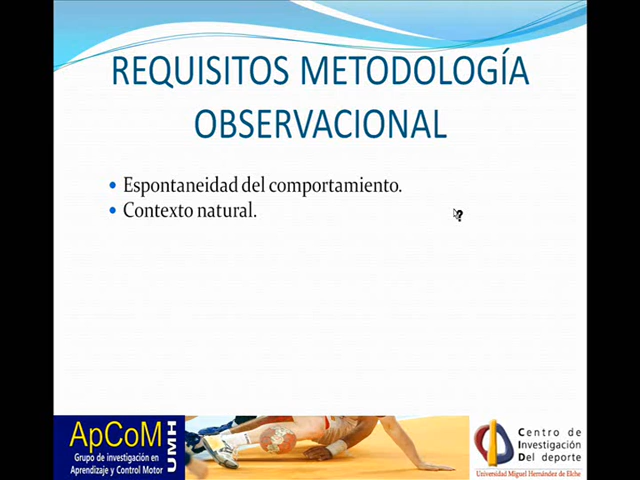 REQUISITOS METODOLOGÍA
OBSERVACIONAL
Espontaneidad del comportamiento.
Contexto natural.
ApCoM
UMH
Grupo de investigación en
Aprendizaje y Control Motor
Centro de
Investigación
Del deporte
Universidad Miguel Hernández de Elche